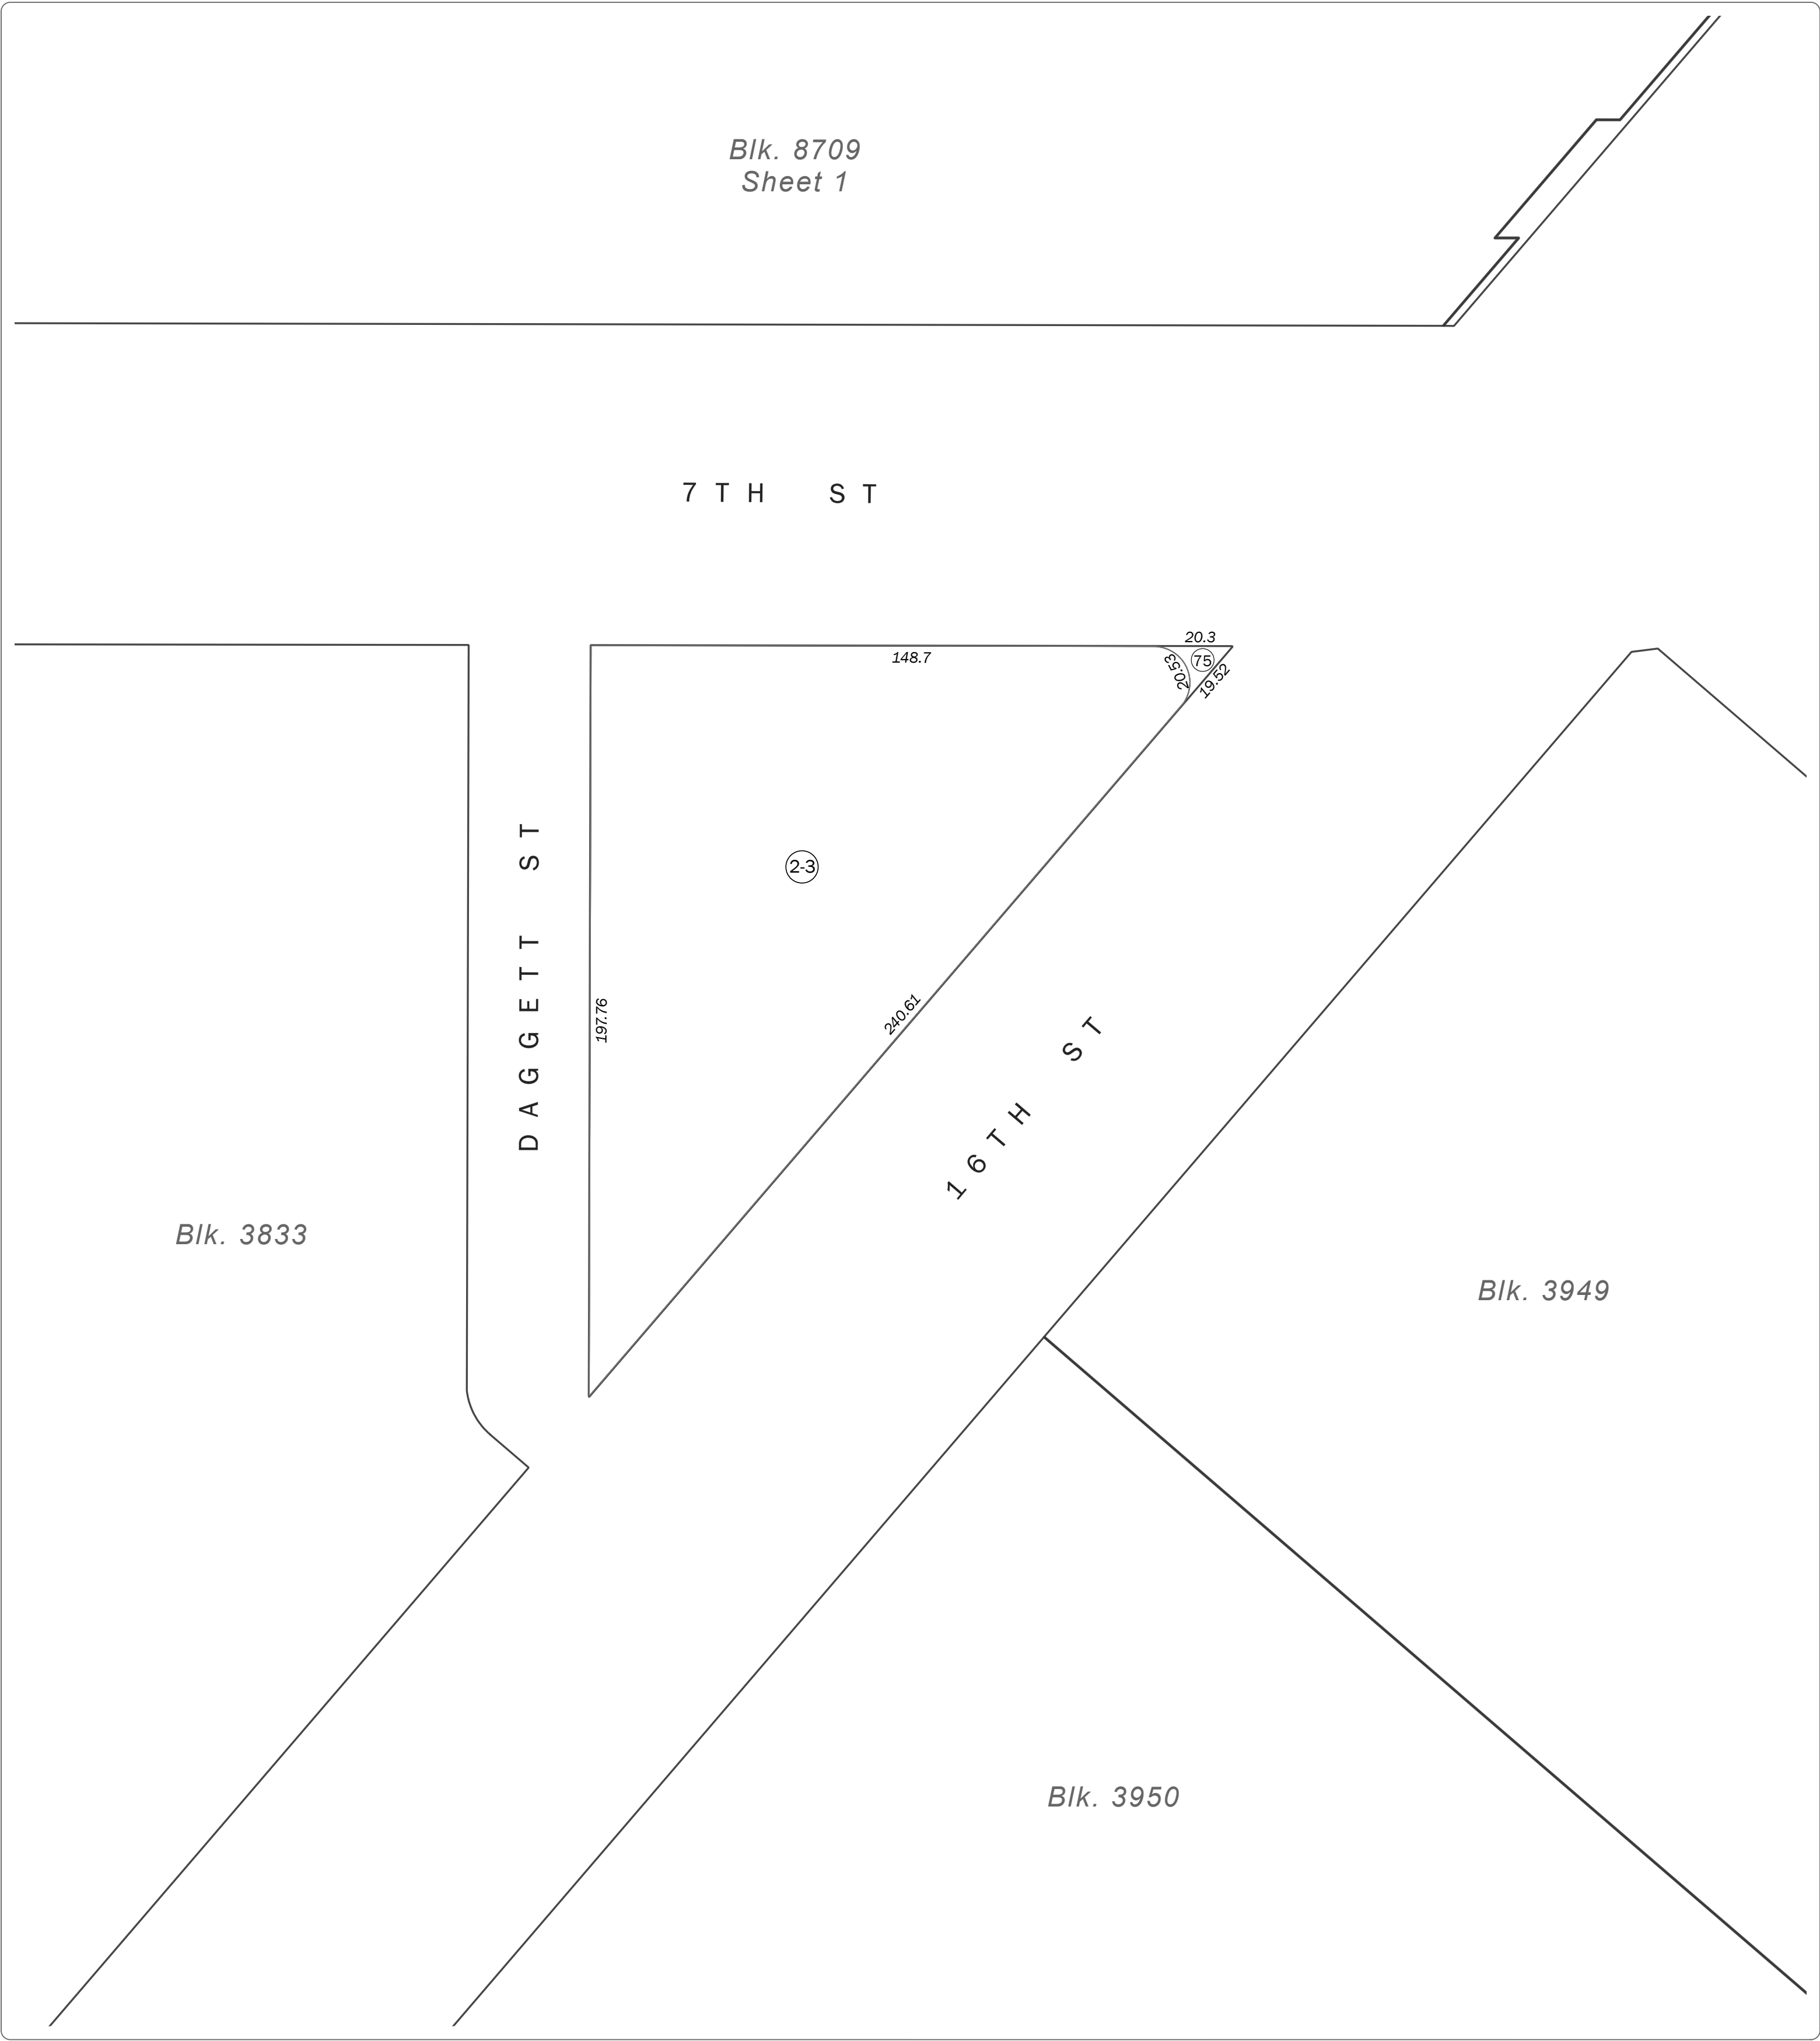 Blk. 8709
Sheet 1
7TH ST
20.3
148.7
20.53
75
19.52
2-3
DAGGETT ST
197.76
240.61
16TH ST
Blk. 3833
Blk. 3949
Blk. 3950